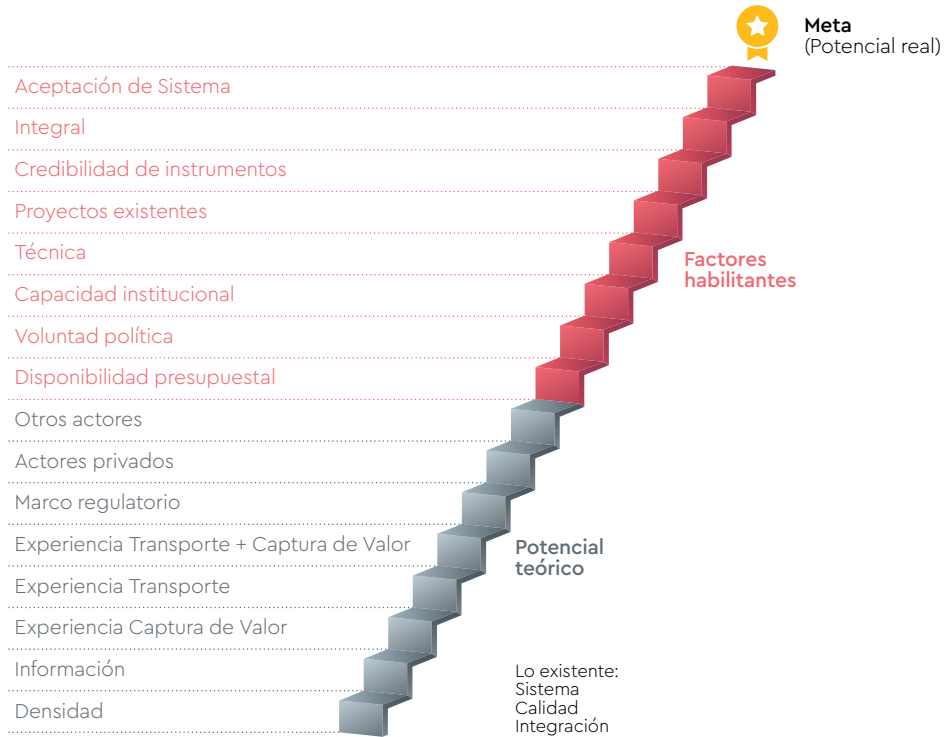 Meta
(Potencial real)
Aceptación de Sistema
Integral
Credibilidad de instrumentos
Proyectos existentes
Técnica
Factores
habilitantes
Capacidad institucional
Voluntad política
Disponibilidad presupuestal
Otros actores
Actores privados
Marco regulatorio
Experiencia Transporte + Captura de Valor
Potencial
teórico
Experiencia Transporte
Experiencia Captura de Valor
Información
Densidad
Lo existente:
Sistema
Calidad
Integración